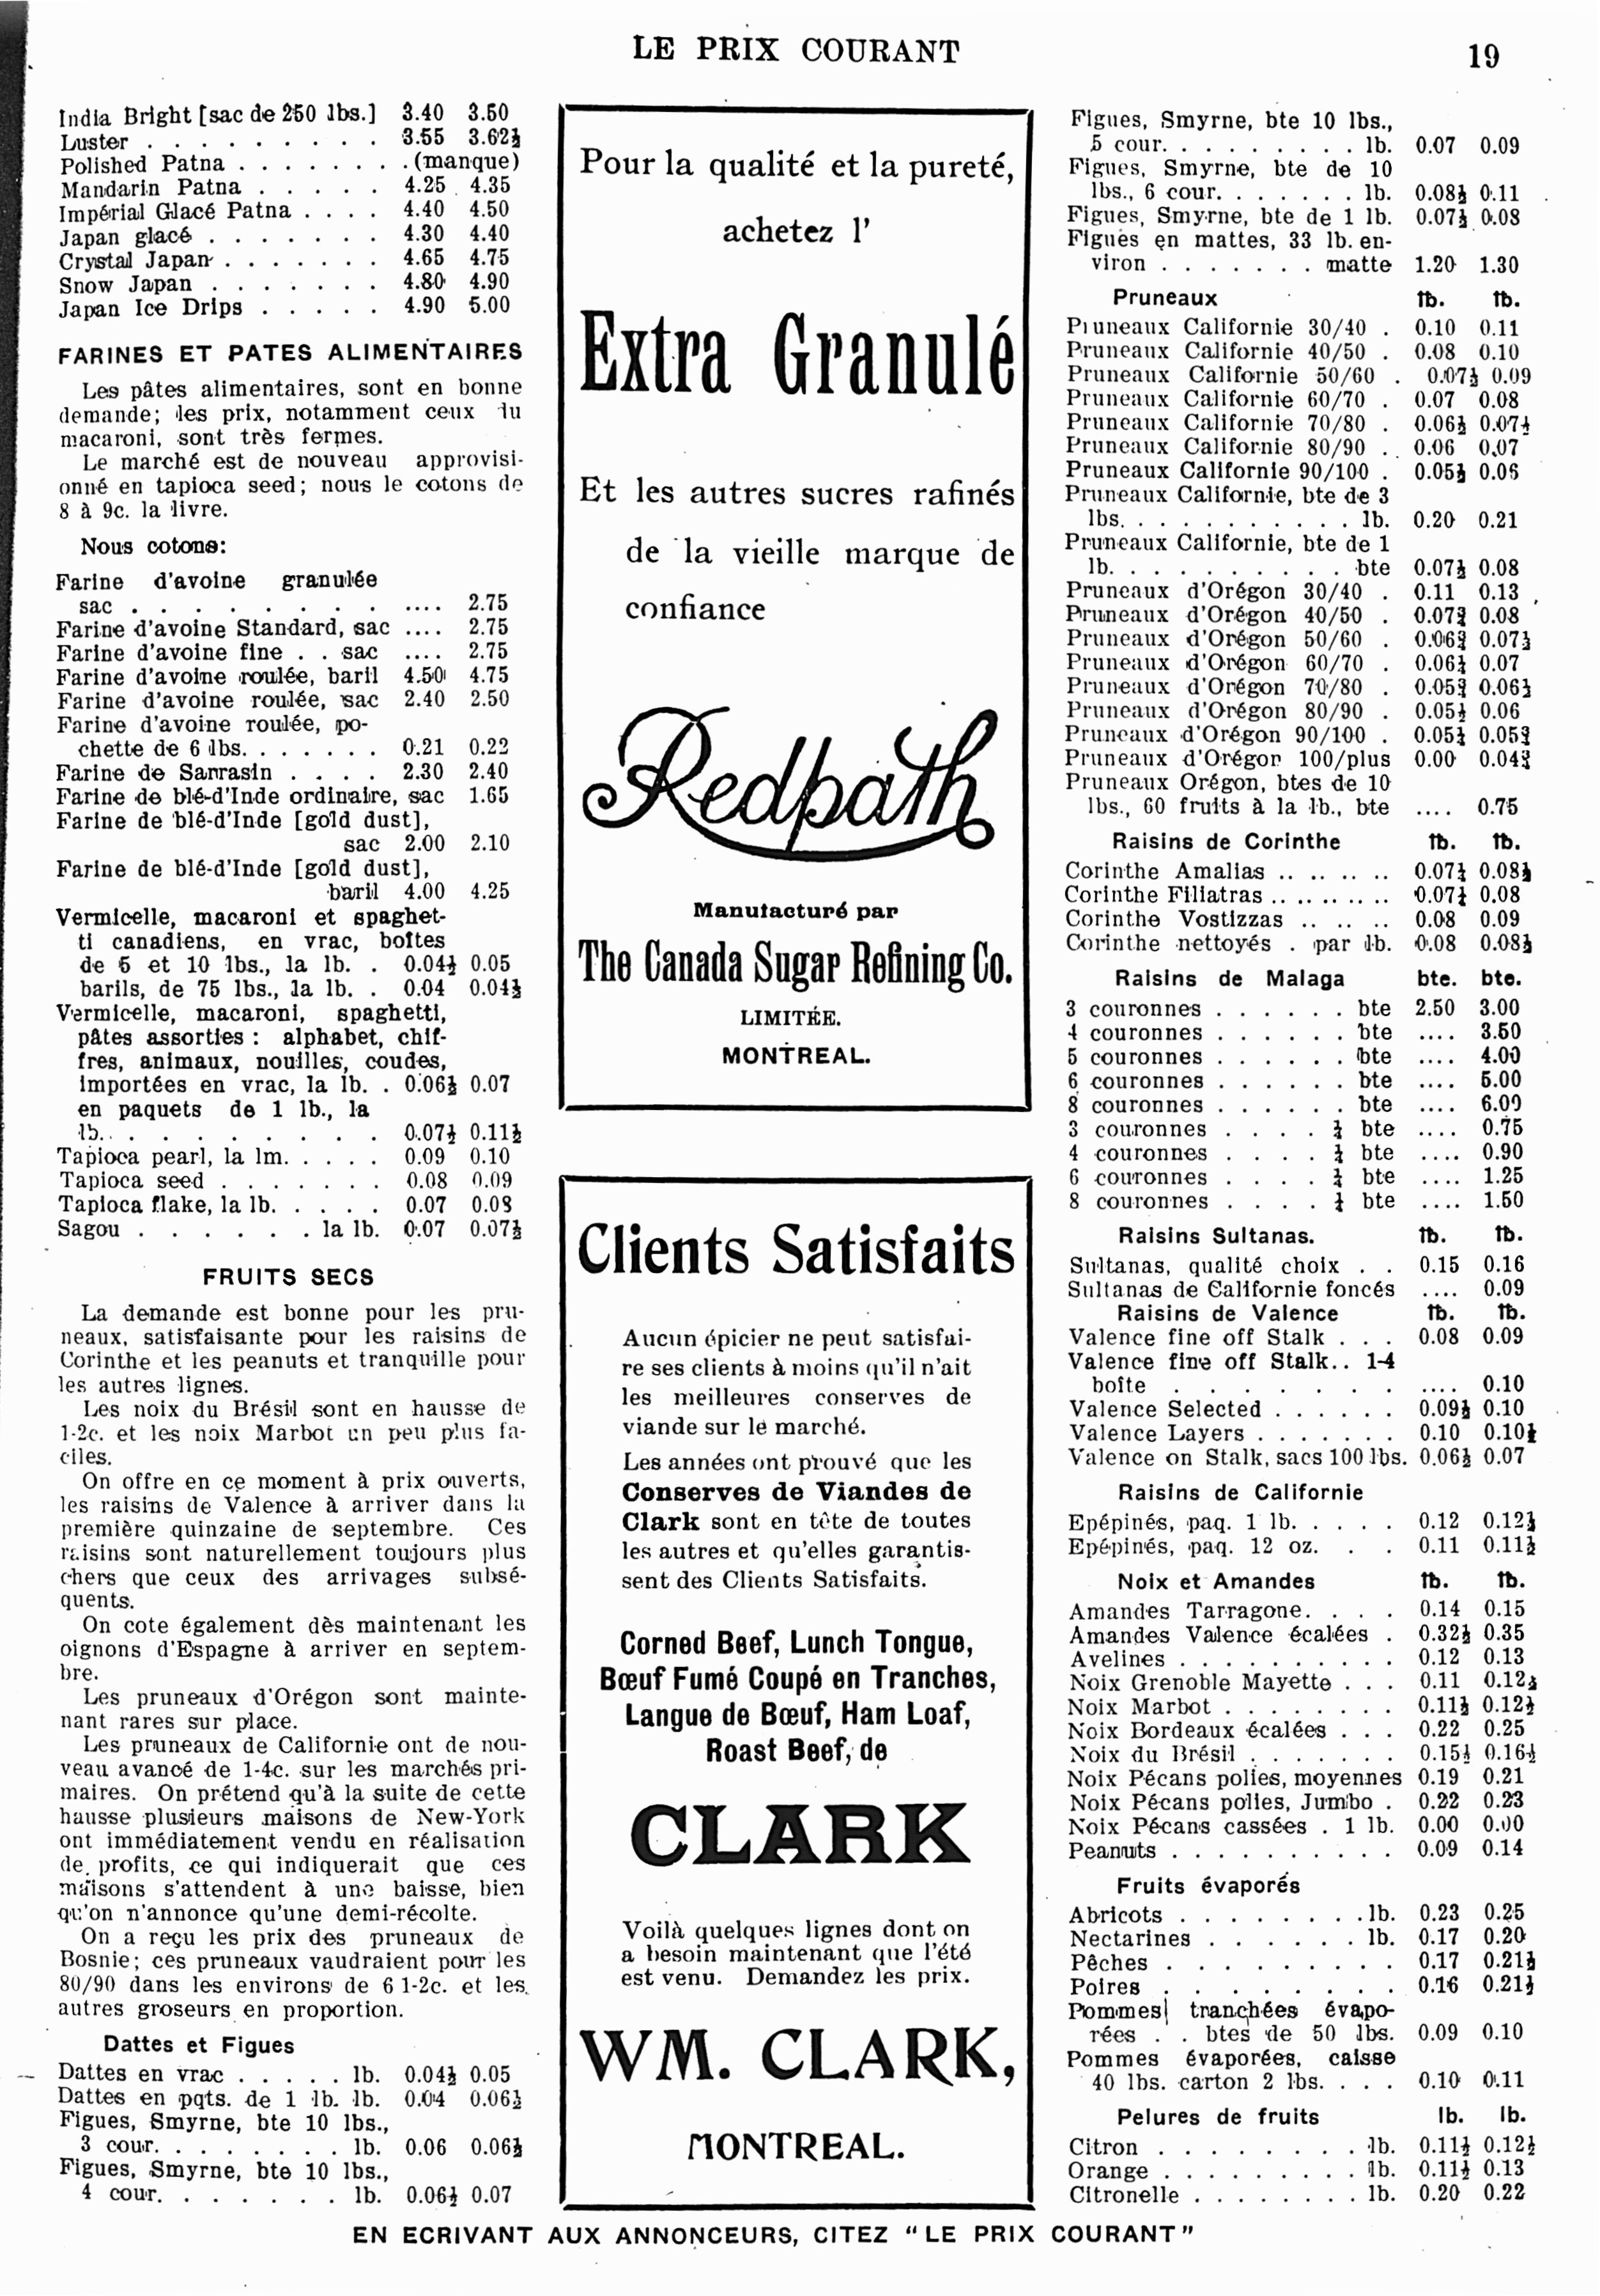 LE PRIX COURANT
19
India Bright [sac de 250 lbs.] 3.40 3.50
Luster . . . . . . . . . 3.55 3.62½
Polished Patna . . . . . . . . (manque)
Mandarin Patna . . . . . 4.25 4.35
Impérial Glacé Patna . . . . 4.40 4.50
Japan glacé . . . . . . . 4.30 4.40
Crystal Japan . . . . . . . 4.65 4.75
Snow Japan . . . . . . . 4.80 4.90
Japan Ice Drips . . . . . 4.90 5.00
FARINES ET PATES ALIMENTAIRES
Les pâtes alimentaires, sont en bonne
demande; les prix, notamment ceux du
macaroni, sont très fermes.
Le marché est de nouveau approvisi-
onné en tapioca seed; nous le cotons de
8 à 9c. la livre.
Nous cotons:
Farine d'avoine granulée
sac . . . . . . . . . .... 2.75
Farine d'avoine Standard, sac .... 2.75
Farine d'avoine fine . . sac .... 2.75
Farine d'avoine roulée, baril 4.50 4.75
Farine d'avoine roulée, sac 2.40 2.50
Farine d'avoine roulée, po-
chette de 6 lbs. . . . . . . 0.21 0.22
Farine de Sarrasin . . . . 2.30 2.40
Farine de blé-d'Inde ordinaire, sac 1.65
Farine de blé-d'Inde [gold dust],
sac 2.00 2.10
Farine de blé-d'Inde [gold dust],
baril 4.00 4.25
Vermicelle, macaroni et spaghet-
ti canadiens, en vrac, boîtes
de 5 et 10 lbs., la lb. . 0.04½ 0.05
barils, de 75 lbs., la lb. . 0.04 0.04½
Vermicelle, macaroni, spaghetti,
pâtes assorties : alphabet, chif-
fres, animaux, nouilles, coudes,
importées en vrac, la lb. . 0.06½ 0.07
en paquets de 1 lb., la
lb. . . . . . . . . . 0.07½ 0.11½
Tapioca pearl, la lm. . . . . 0.09 0.10
Tapioca seed . . . . . . . 0.08 0.09
Tapioca flake, la lb. . . . . 0.07 0.08
Sagou . . . . . . la lb. 0.07 0.07½
FRUITS SECS
La demande est bonne pour les pru-
neaux, satisfaisante pour les raisins de
Corinthe et les peanuts et tranquille pour
les autres lignes.
Les noix du Brésil sont en hausse de
1-2c. et les noix Marbot un peu plus fa-
ciles.
On offre en ce moment à prix ouverts,
les raisins de Valence à arriver dans la
première quinzaine de septembre. Ces
raisins sont naturellement toujours plus
chers que ceux des arrivages subsé-
quents.
On cote également dès maintenant les
oignons d'Espagne à arriver en septem-
bre.
Les pruneaux d'Orégon sont mainte-
nant rares sur place.
Les pruneaux de Californie ont de nou-
veau avancé de 1-4c. sur les marchés pri-
maires. On prétend qu'à la suite de cette
hausse plusieurs maisons de New-York
ont immédiatement vendu en réalisation
de profits, ce qui indiquerait que ces
maisons s'attendent à une baisse, bien
qu'on n'annonce qu'une demi-récolte.
On a reçu les prix des pruneaux de
Bosnie; ces pruneaux vaudraient pour les
80/90 dans les environs de 6 1-2c. et les
autres groseurs en proportion.
Dattes et Figues
Dattes en vrac . . . . . lb. 0.04½ 0.05
Dattes en pqts. de 1 lb. lb. 0.04 0.06½
Figues, Smyrne, bte 10 lbs.,
3 cour. . . . . . . . lb. 0.06 0.06½
Figues, Smyrne, bte 10 lbs.,
4 cour. . . . . . . lb. 0.06½ 0.07
Pour la qualité et la pureté,
achetez l'
Extra Granulé
Et les autres sucres rafinés
de la vieille marque de
confiance
Redpath
Manufacturé par
The Canada Sugar Refining Co.
LIMITÉE.
MONTREAL.
Clients Satisfaits
Aucun épicier ne peut satisfai-
re ses clients à moins qu'il n'ait
les meilleures conserves de
viande sur le marché.
Les années ont prouvé que les
Conserves de Viandes de
Clark sont en tête de toutes
les autres et qu'elles garantis-
sent des Clients Satisfaits.
Corned Beef, Lunch Tongue,
Bœuf Fumé Coupé en Tranches,
Langue de Bœuf, Ham Loaf,
Roast Beef, de
CLARK
Voilà quelques lignes dont on
a besoin maintenant que l'été
est venu. Demandez les prix.
WM. CLARK,
MONTREAL.
Figues, Smyrne, bte 10 lbs.,
5 cour. . . . . . . . . lb. 0.07 0.09
Figues, Smyrne, bte de 10
lbs., 6 cour. . . . . . . lb. 0.08½ 0.11
Figues, Smyrne, bte de 1 lb. 0.07½ 0.08
Figues en mattes, 33 lb. en-
viron . . . . . . . matte 1.20 1.30
Pruneaux lb. lb.
Pruneaux Californie 30/40 . 0.10 0.11
Pruneaux Californie 40/50 . 0.08 0.10
Pruneaux Californie 50/60 . 0.07½ 0.09
Pruneaux Californie 60/70 . 0.07 0.08
Pruneaux Californie 70/80 . 0.06½ 0.07½
Pruneaux Californie 80/90 . 0.06 0.07
Pruneaux Californie 90/100 . 0.05½ 0.06
Pruneaux Californie, bte de 3
lbs. . . . . . . . . . . lb. 0.20 0.21
Pruneaux Californie, bte de 1
lb. . . . . . . . . . . bte 0.07½ 0.08
Pruneaux d'Orégon 30/40 . 0.11 0.13
Pruneaux d'Orégon 40/50 . 0.07¾ 0.08
Pruneaux d'Orégon 50/60 . 0.06¾ 0.07½
Pruneaux d'Orégon 60/70 . 0.06½ 0.07
Pruneaux d'Orégon 70/80 . 0.05¾ 0.06½
Pruneaux d'Orégon 80/90 . 0.05½ 0.06
Pruneaux d'Orégon 90/100 . 0.05¼ 0.05¾
Pruneaux d'Orégon 100/plus 0.00 0.04¾
Pruneaux Orégon, btes de 10
lbs., 60 fruits à la lb., bte .... 0.75
Raisins de Corinthe lb. lb.
Corinthe Amalias .. .. .. .. 0.07½ 0.08½
Corinthe Filiatras .. .. .. .. .. 0.07½ 0.08
Corinthe Vostizzas .. .. .. 0.08 0.09
Corinthe nettoyés . par lb. 0.08 0.08½
Raisins de Malaga bte. bte.
3 couronnes . . . . . . bte 2.50 3.00
4 couronnes . . . . . . bte .... 3.50
5 couronnes . . . . . . bte .... 4.00
6 couronnes . . . . . . bte .... 5.00
8 couronnes . . . . . . bte .... 6.00
3 couronnes . . . . ¼ bte .... 0.75
4 couronnes . . . . ¼ bte .... 0.90
6 couronnes . . . . ¼ bte .... 1.25
8 couronnes . . . . ¼ bte .... 1.50
Raisins Sultanas. lb. lb.
Sultanas, qualité choix . . 0.15 0.16
Sultanas de Californie foncés .... 0.09
Raisins de Valence lb. lb.
Valence fine off Stalk . . . 0.08 0.09
Valence fine off Stalk.. 1-4
boîte . . . . . . . .... 0.10
Valence Selected . . . . . . 0.09½ 0.10
Valence Layers . . . . . . . 0.10 0.10½
Valence on Stalk, sacs 100 lbs. 0.06½ 0.07
Raisins de Californie
Epépinés, paq. 1 lb. . . . . 0.12 0.12½
Epépinés, paq. 12 oz. . . 0.11 0.11½
Noix et Amandes lb. lb.
Amandes Tarragone. . . . 0.14 0.15
Amandes Valence écalées . 0.32½ 0.35
Avelines . . . . . . . . . . 0.12 0.13
Noix Grenoble Mayette . . . 0.11 0.12½
Noix Marbot . . . . . . . . 0.11½ 0.12½
Noix Bordeaux écalées . . . 0.22 0.25
Noix du Brésil . . . . . . . 0.15½ 0.16½
Noix Pécans polies, moyennes 0.19 0.21
Noix Pécans polies, Jumbo . 0.22 0.23
Noix Pécans cassées . 1 lb. 0.00 0.00
Peanuts . . . . . . . . . . 0.09 0.14
Fruits évaporés
Abricots . . . . . . . . lb. 0.23 0.25
Nectarines . . . . . . lb. 0.17 0.20
Pêches . . . . . . . . . 0.17 0.21½
Poires . . . . . . . . . 0.16 0.21½
Pommes tranchées évapo-
rées . . btes de 50 lbs. 0.09 0.10
Pommes évaporées, caisse
40 lbs. carton 2 lbs. . . . 0.10 0.11
Pelures de fruits lb. lb.
Citron . . . . . . . . lb. 0.11½ 0.12½
Orange . . . . . . . . . lb. 0.11½ 0.13
Citronelle . . . . . . . . lb. 0.20 0.22
EN ECRIVANT AUX ANNONCEURS, CITEZ "LE PRIX COURANT"